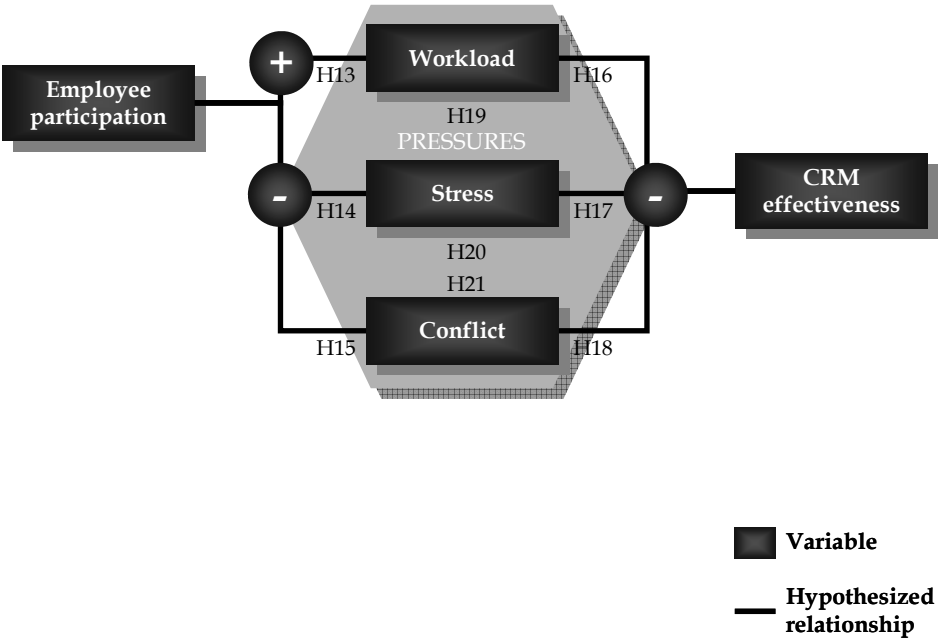 +
Workload
H13
H16
Employee
participation
H19
PRESSURES
-
Stress
-
CRM
effectiveness
H14
H17
H20
H21
Conflict
H15
H18
Variable
Hypothesized
relationship